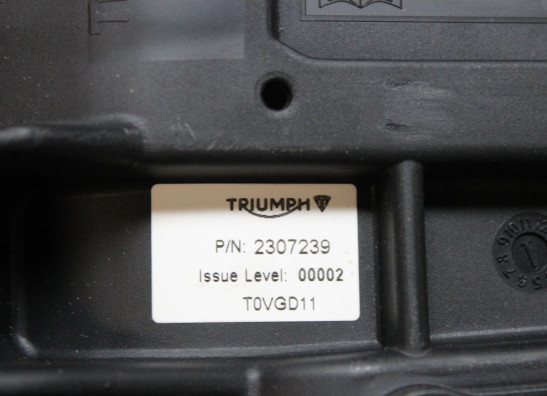 TRIUMPH
P/N: 2307239
Issue Level: 00002
T0VGD11